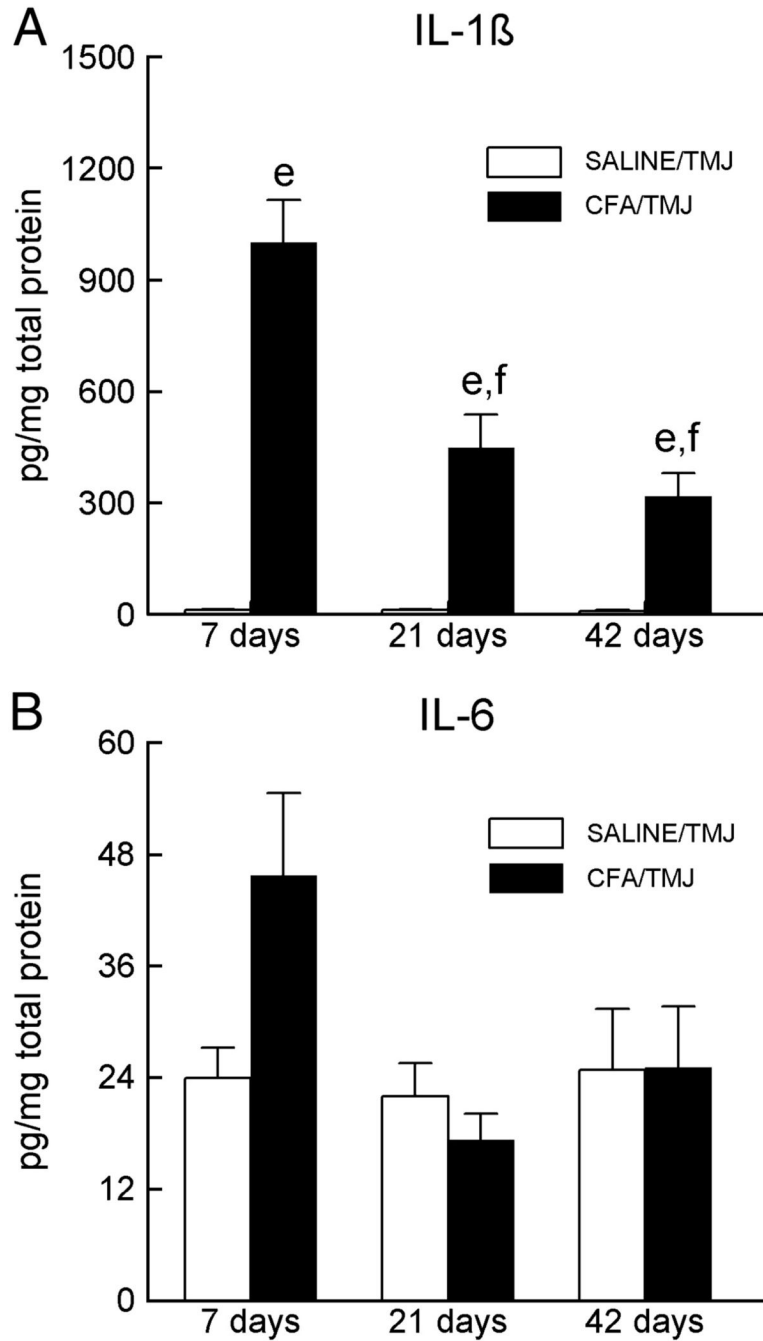 A
IL-1ß
1500
1200
900
600
300
0
pg/mg total protein
SALINE/TMJ
CFA/TMJ
e
e,f
e,f
7 days
21 days
42 days
B
IL-6
60
48
36
24
12
0
pg/mg total protein
SALINE/TMJ
CFA/TMJ
7 days
21 days
42 days